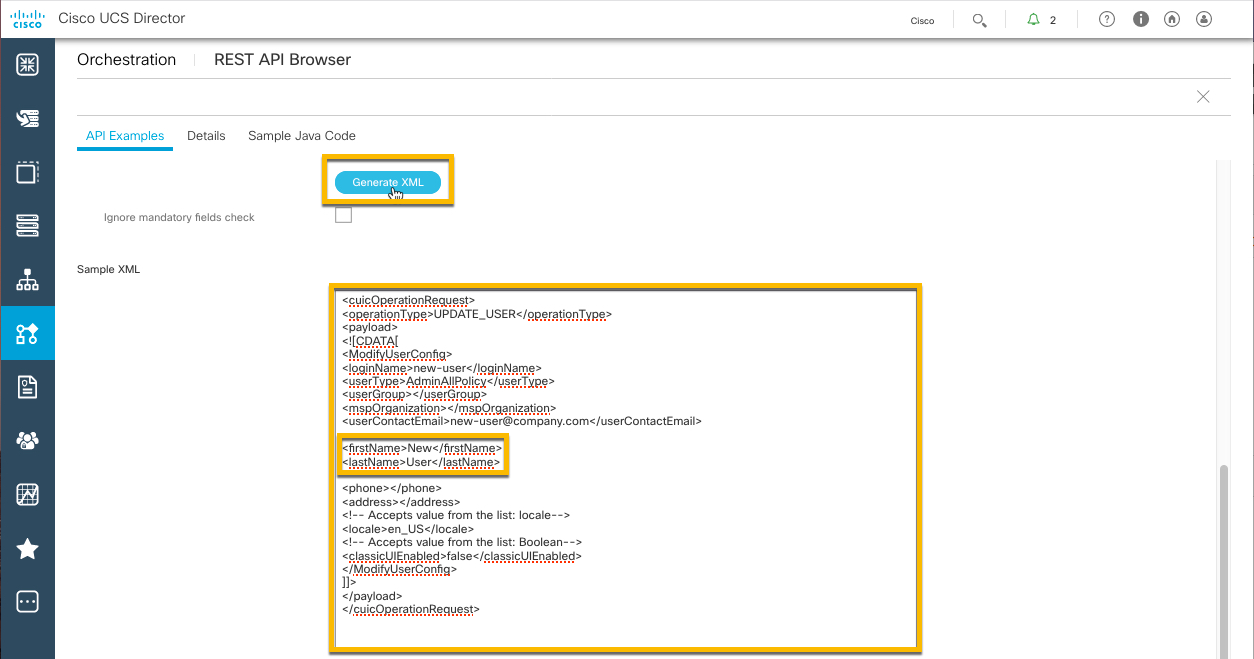 CISCO
Cisco UCS Director
Cisco
2
Orchestration
REST API Browser
API Examples
Details
Sample Java Code
Generate XML
Ignore mandatory fields check
Sample XML
<cuicOperationRequest>
<operationType>UPDATE_USER</operationType>
<payload>
<![CDATA[
<ModifyUserConfig>
<loginName>new-user</loginName>
<userType>AdminAllPolicy</userType>
<userGroup></userGroup>
<mspOrganization></mspOrganization>
<userContactEmail>new-user@company.com</userContactEmail>
<firstName>New</firstName>
<lastName>User</lastName>
<phone></phone>
<address></address>
<!-- Accepts value from the list: locale-->
<locale>en_US</locale>
<!-- Accepts value from the list: Boolean-->
<classicUIEnabled>false</classicUIEnabled>
</ModifyUserConfig>
]]>
</payload>
</cuicOperationRequest>